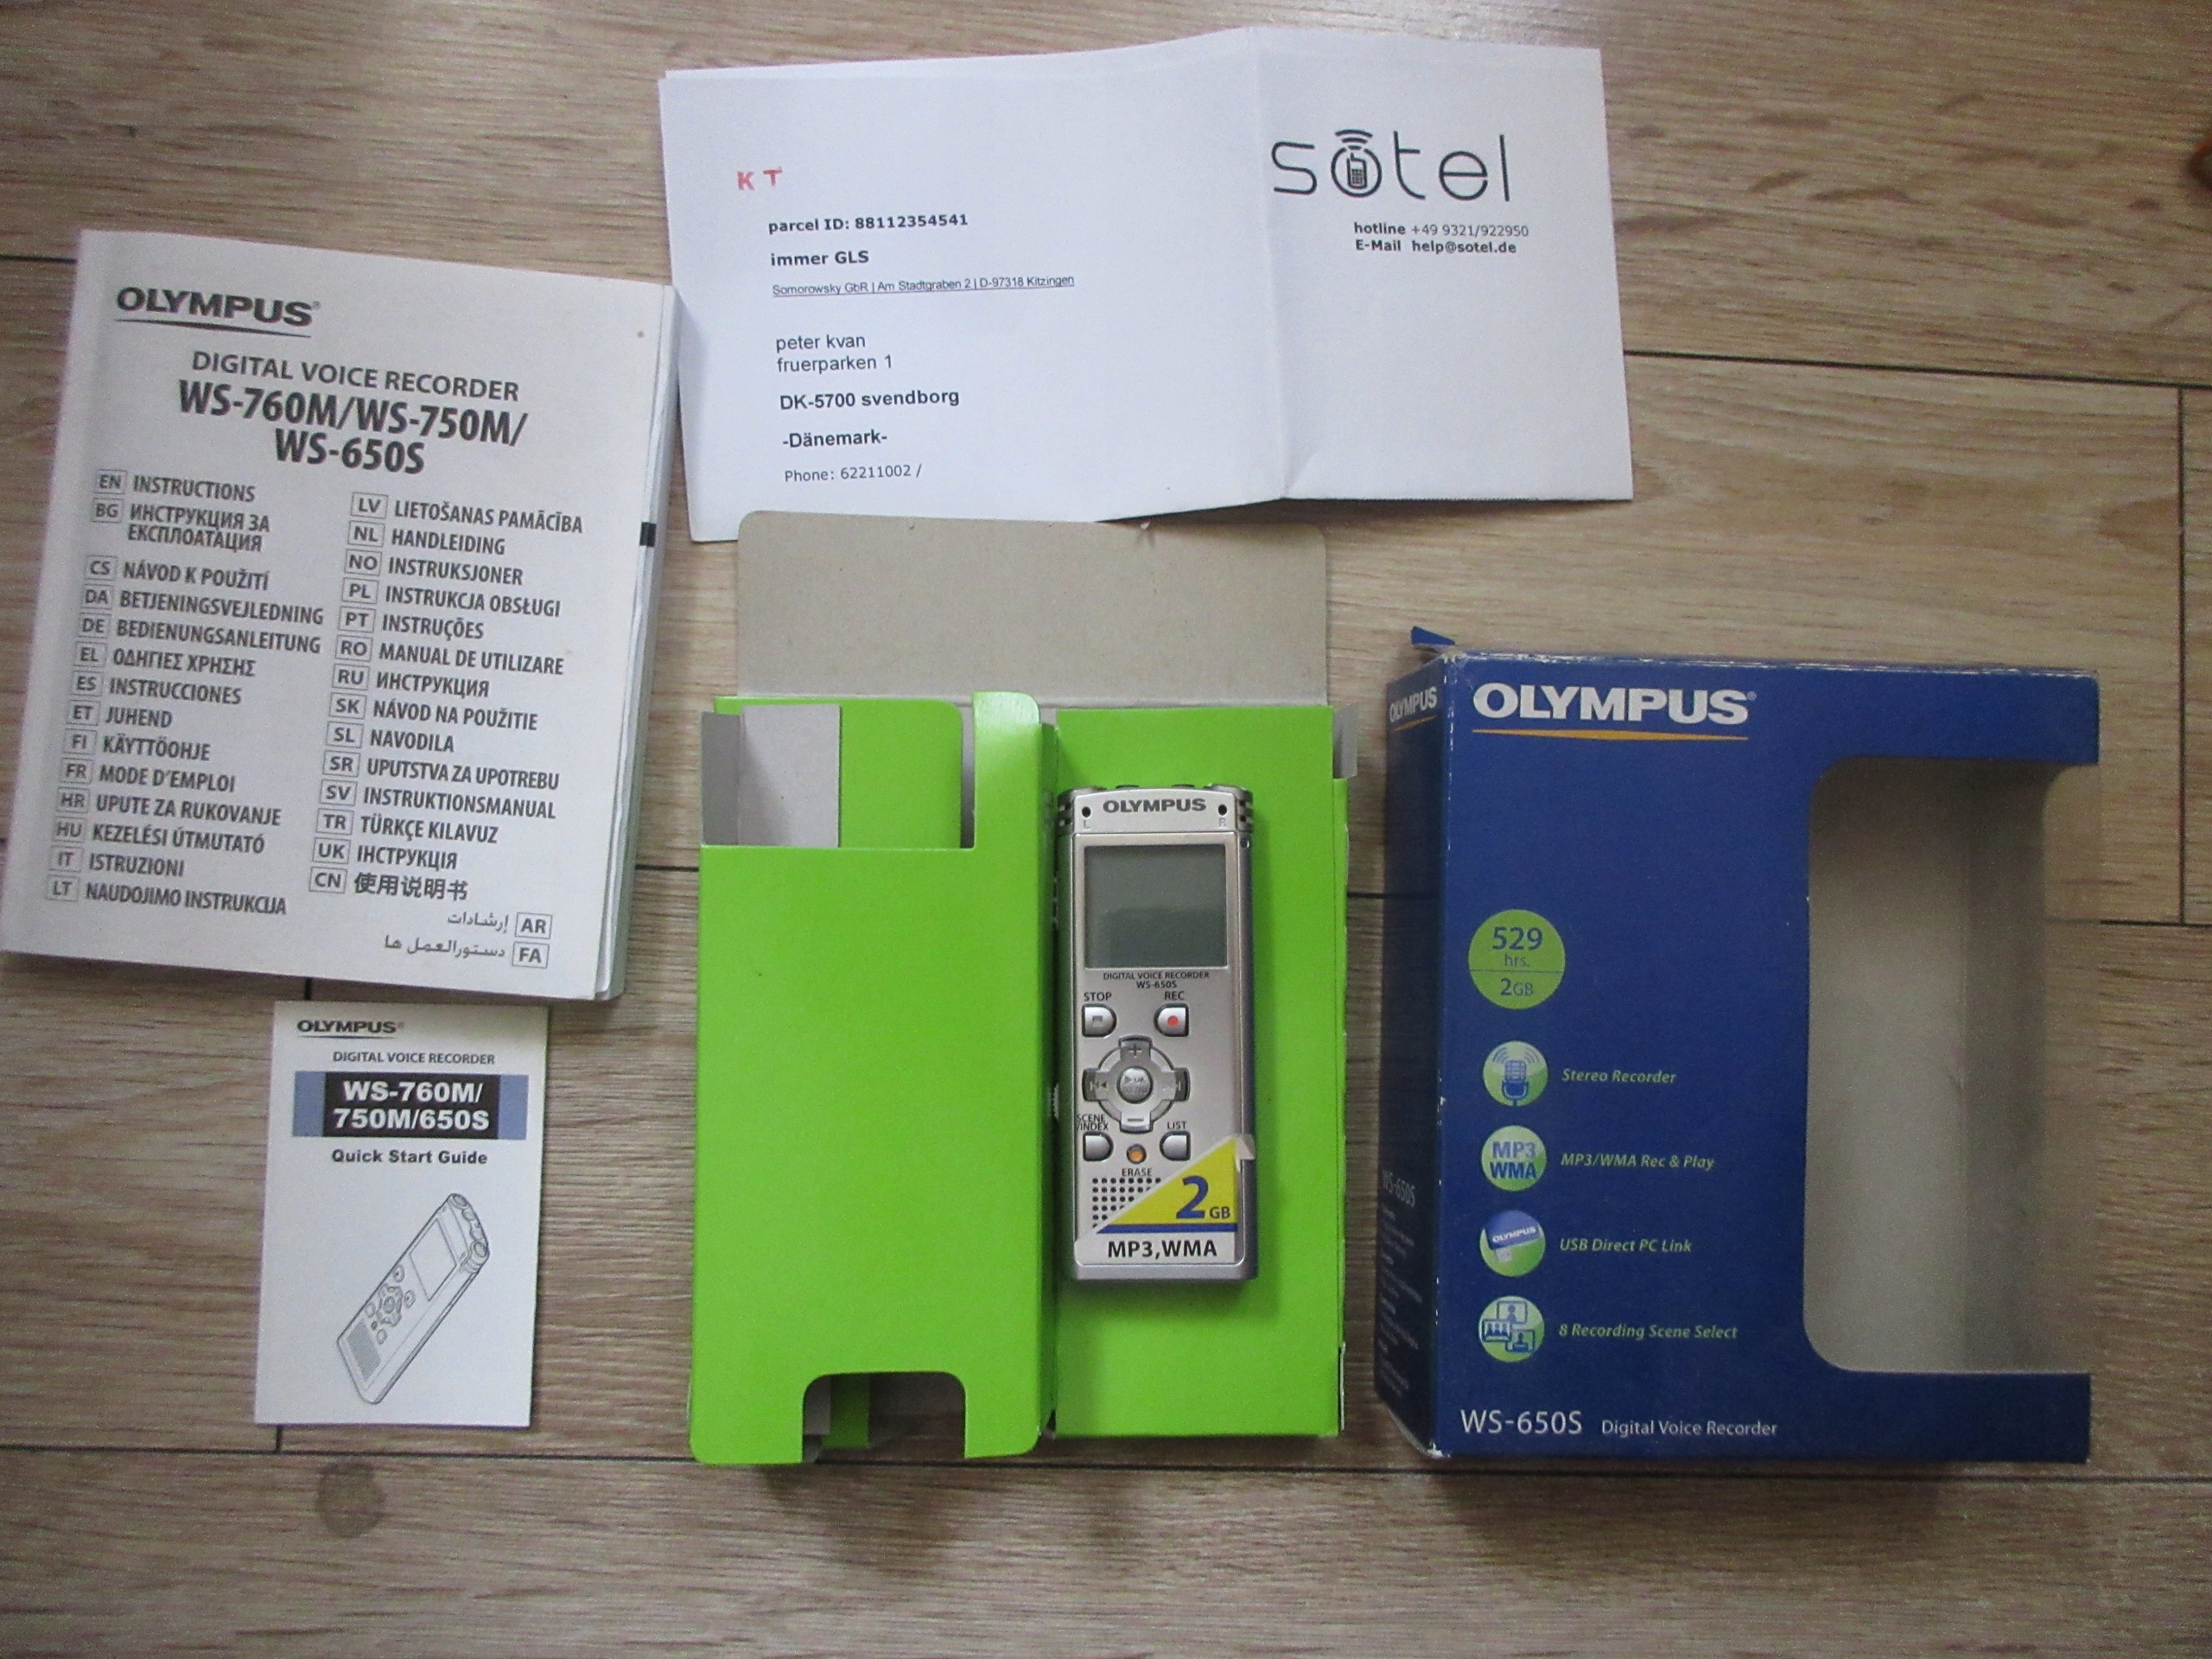 sotel
hotline +49 9321/922950
E-Mail help@sotel.de
K T
parcel ID: 88112354541
immer GLS
Somorowsky GbR | Am Stadtgraben 2 | D-97318 Kitzingen
peter kvan
fruerparken 1
DK-5700 svendborg
-Dänemark-
Phone: 62211002 /
OLYMPUS®
DIGITAL VOICE RECORDER
WS-760M/WS-750M/
WS-650S
EN INSTRUCTIONS
BG ИНСТРУКЦИЯ ЗА
ЕКСПЛОАТАЦИЯ
CS NÁVOD K POUŽITÍ
DA BETJENINGSVEJLEDNING
DE BEDIENUNGSANLEITUNG
EL ΟΔΗΓΙΕΣ ΧΡΗΣΗΣ
ES INSTRUCCIONES
ET JUHEND
FI KÄYTTÖOHJE
FR MODE D'EMPLOI
HR UPUTE ZA RUKOVANJE
HU KEZELÉSI ÚTMUTATÓ
IT ISTRUZIONI
LT NAUDOJIMO INSTRUKCIJA
LV LIETOŠANAS PAMĀCĪBA
NL HANDLEIDING
NO INSTRUKSJONER
PL INSTRUKCJA OBSŁUGI
PT INSTRUÇÕES
RO MANUAL DE UTILIZARE
RU ИНСТРУКЦИЯ
SK NÁVOD NA POUŽITIE
SL NAVODILA
SR UPUTSTVA ZA UPOTREBU
SV INSTRUKTIONSMANUAL
TR TÜRKÇE KILAVUZ
UK ІНСТРУКЦІЯ
CN 使用说明书
إرشادات AR
دستورالعمل ها FA
OLYMPUS®
DIGITAL VOICE RECORDER
WS-760M/
750M/650S
Quick Start Guide
OLYMPUS
L R
DIGITAL VOICE RECORDER
WS-650S
STOP REC
SCENE
/INDEX
LIST
ERASE
2GB
MP3,WMA
OLYMPUS
WS-650S
OLYMPUS®
529
hrs.
2GB
Stereo Recorder
MP3
WMA
MP3/WMA Rec & Play
OLYMPUS
USB Direct PC Link
8 Recording Scene Select
WS-650S Digital Voice Recorder